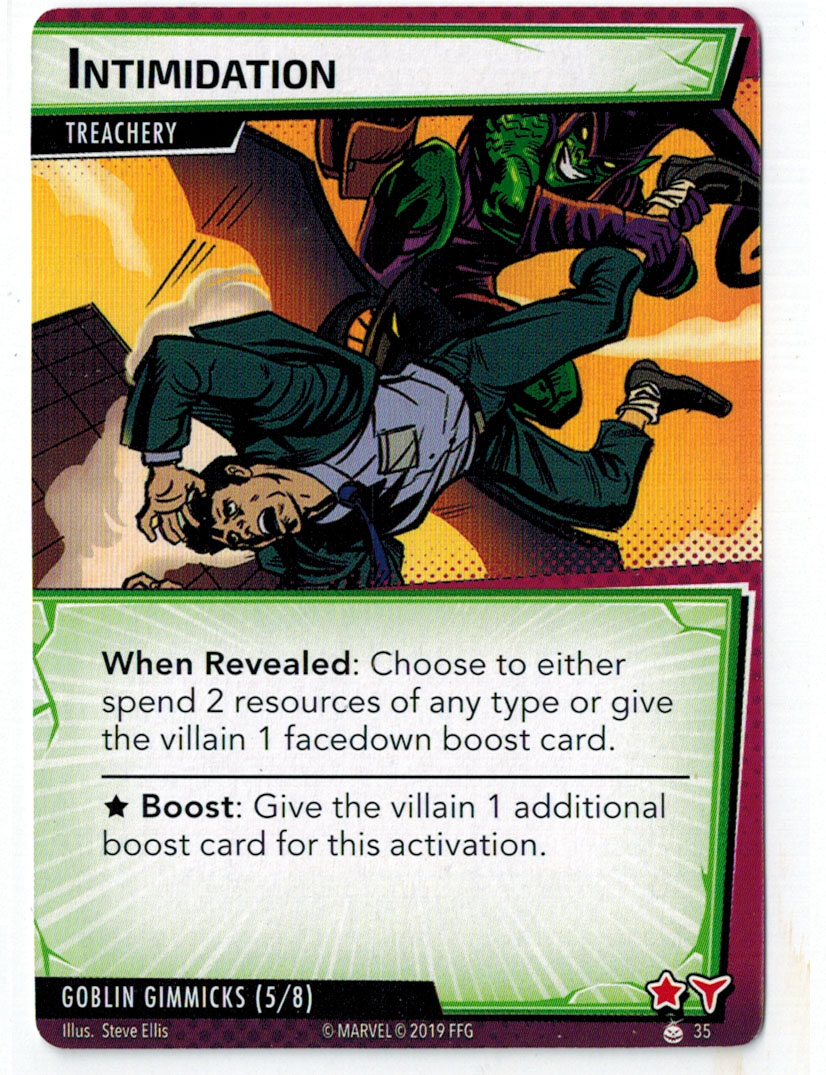 INTIMIDATION
TREACHERY
When Revealed: Choose to either
spend 2 resources of any type or give
the villain 1 facedown boost card.
★ Boost: Give the villain 1 additional
boost card for this activation.
GOBLIN GIMMICKS (5/8)
Illus. Steve Ellis © MARVEL © 2019 FFG 35